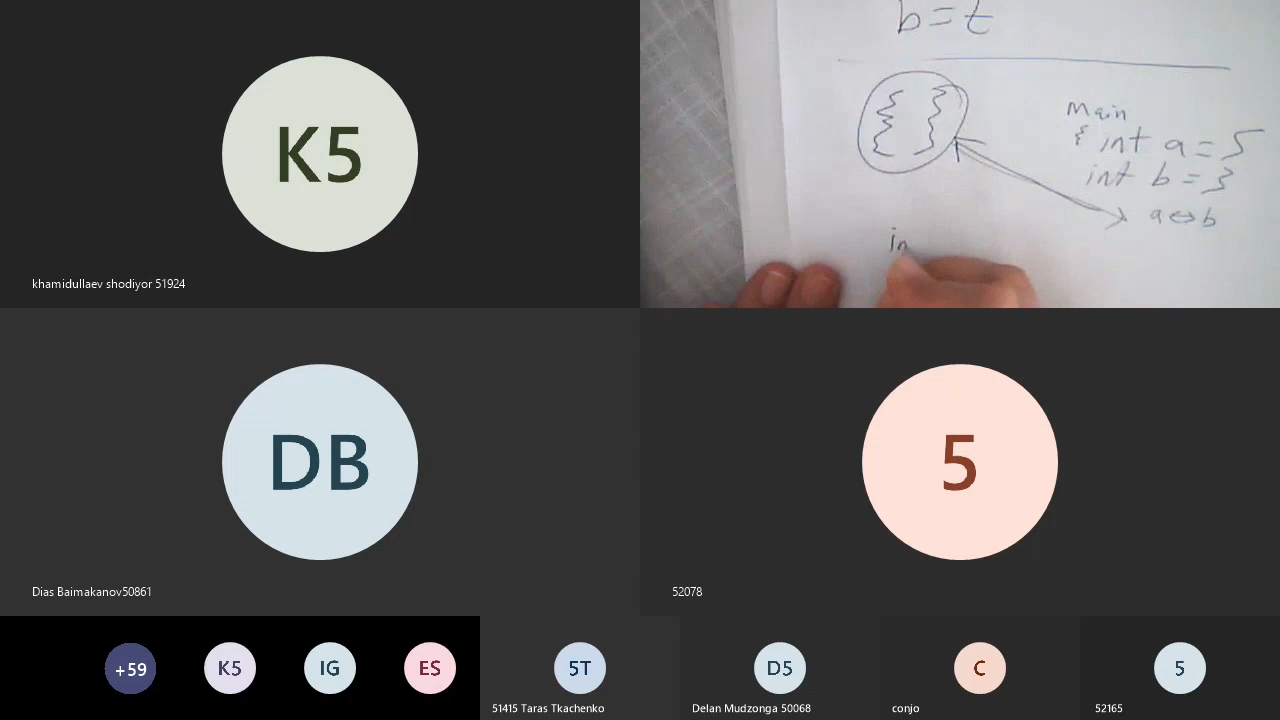 K5
khamidullaev shodiyor 51924
b=t
Main
{ int a=5
int b=3
a⇔b
in
DB
Dias Baimakanov50861
5
52078
+59
K5
IG
ES
5T
51415 Taras Tkachenko
D5
Delan Mudzonga 50068
C
conjo
5
52165